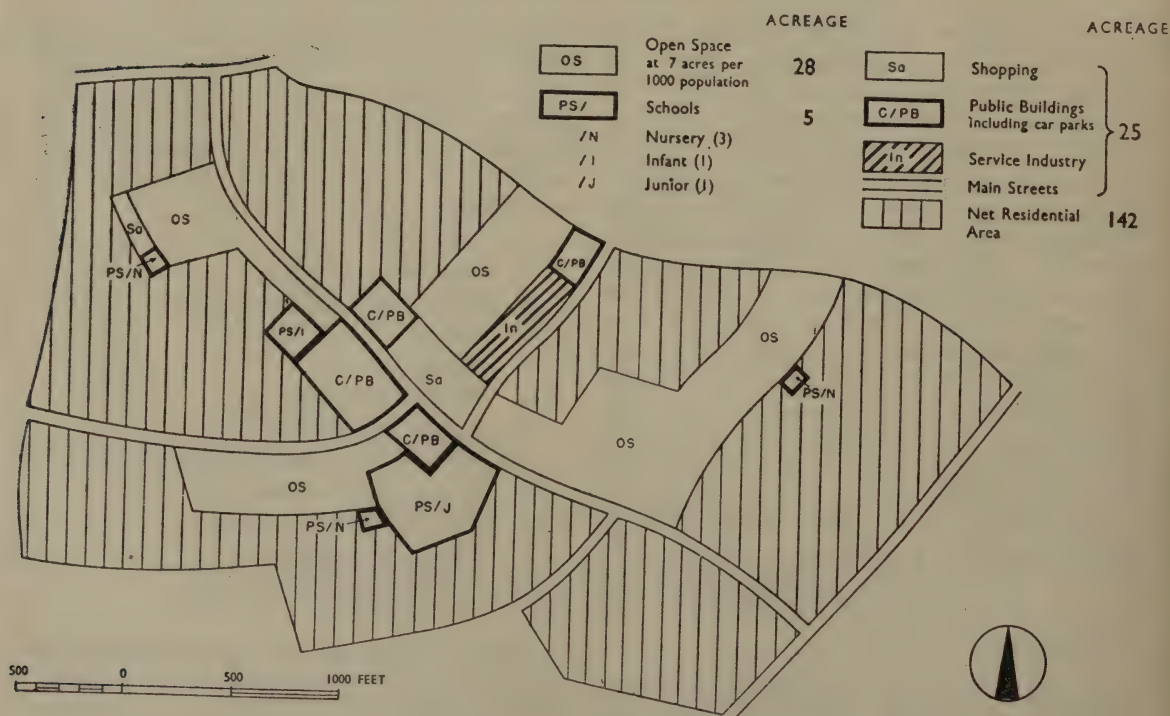 ACREAGE
OS
Open Space
at 7 acres per
1000 population
28
PS/
Schools
5
/N
Nursery (3)
/I
Infant (1)
/J
Junior (1)
ACREAGE
Sa
Shopping
C/PB
Public Buildings
including car parks
25
In
Service Industry
Main Streets
Net Residential
Area
142
OS
Sa
PS/N
OS
C/PB
In
C/PB
PS/I
C/PB
Sa
OS
PS/N
C/PB
OS
OS
PS/J
PS/N
500
0
500
1000 FEET